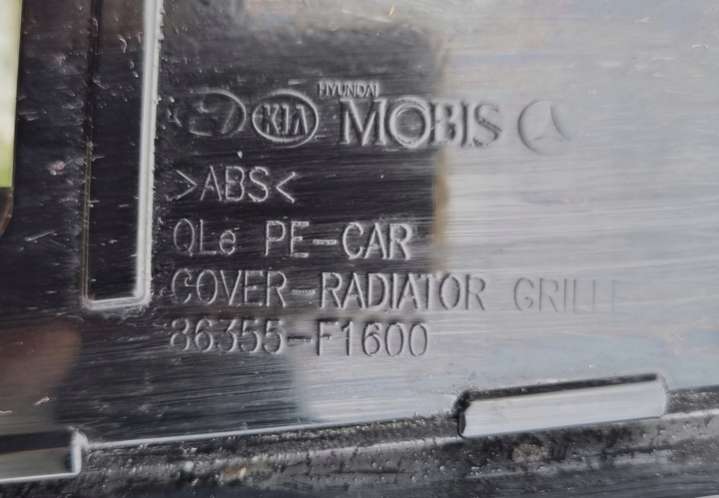 HYUNDAI
KIA MOBIS
>ABS<
QLe PE-CAR
COVER-RADIATOR GRILLE
86355-F1600